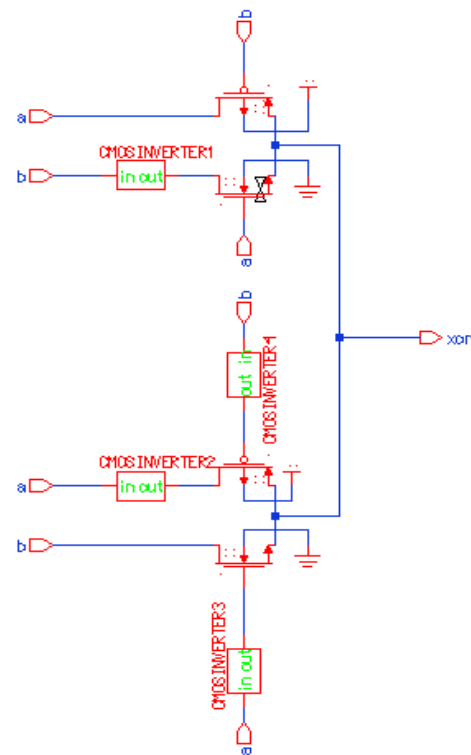 b
a
CMOSINVERTER1
b
in out
a
b
out in
CMOSINVERTER4
xor
CMOSINVERTER2
a
in out
b
CMOSINVERTER3
in out
a